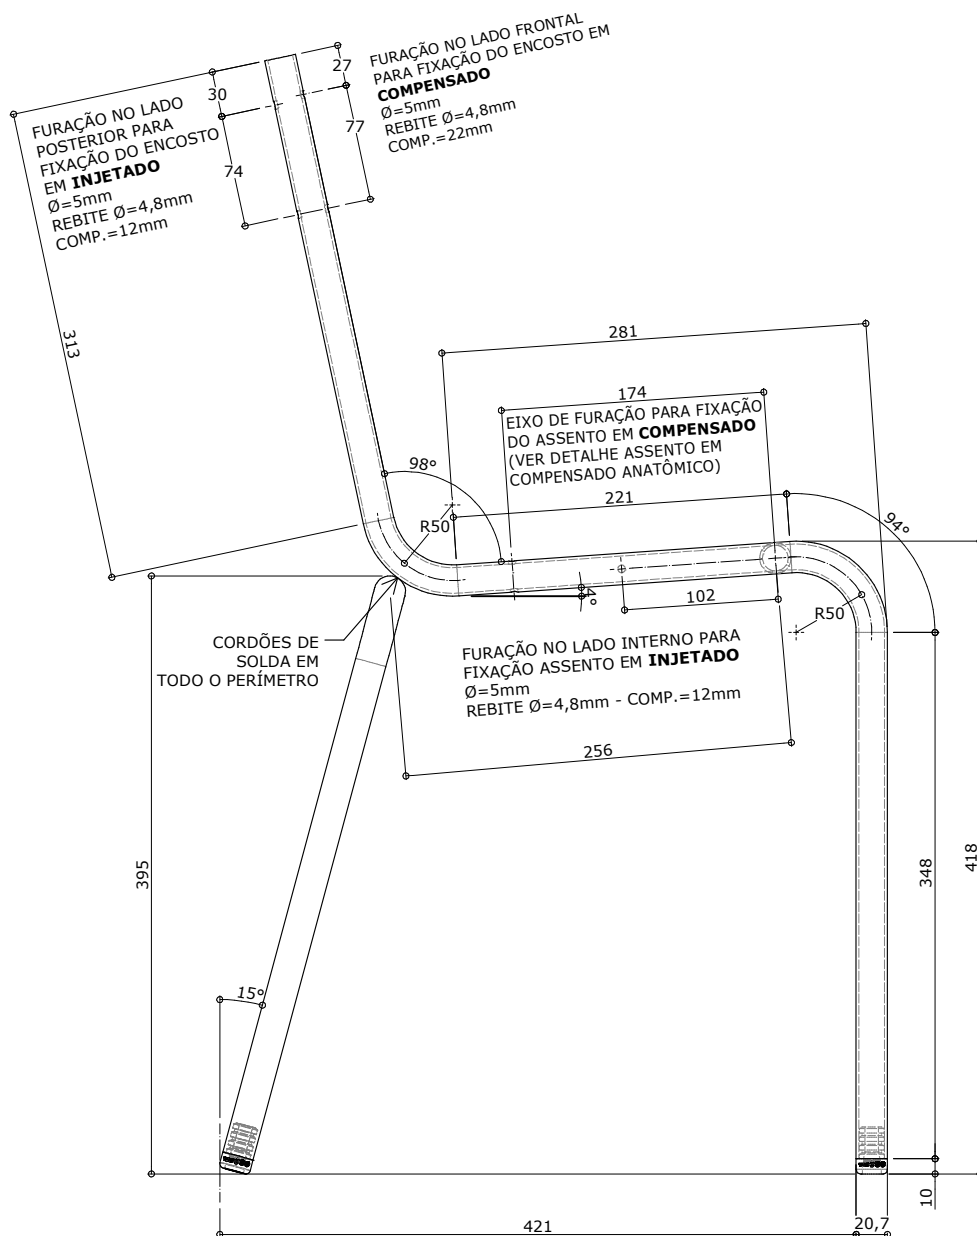 FURAÇÃO NO LADO FRONTAL
PARA FIXAÇÃO DO ENCOSTO EM
COMPENSADO
Ø=5mm
REBITE Ø=4,8mm
COMP.=22mm
27
30
77
74
FURAÇÃO NO LADO
POSTERIOR PARA
FIXAÇÃO DO ENCOSTO
EM INJETADO
Ø=5mm
REBITE Ø=4,8mm
COMP.=12mm
313
281
174
EIXO DE FURAÇÃO PARA FIXAÇÃO
DO ASSENTO EM COMPENSADO
(VER DETALHE ASSENTO EM
COMPENSADO ANATÔMICO)
98°
221
R50
94°
4°
102
R50
CORDÕES DE
SOLDA EM
TODO O PERÍMETRO
FURAÇÃO NO LADO INTERNO PARA
FIXAÇÃO ASSENTO EM INJETADO
Ø=5mm
REBITE Ø=4,8mm - COMP.=12mm
256
395
348
418
15°
10
421
20,7